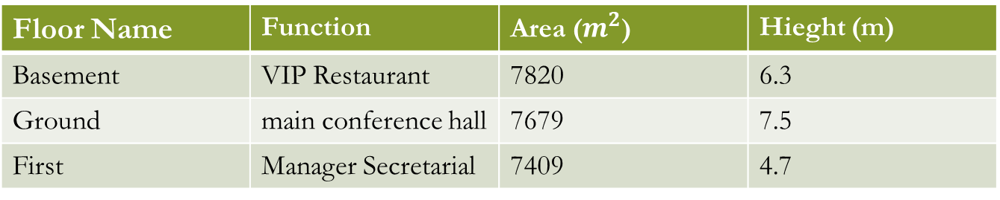 Floor Name Function Area (m²) Hieght (m)
Basement VIP Restaurant 7820 6.3
Ground main conference hall 7679 7.5
First Manager Secretarial 7409 4.7